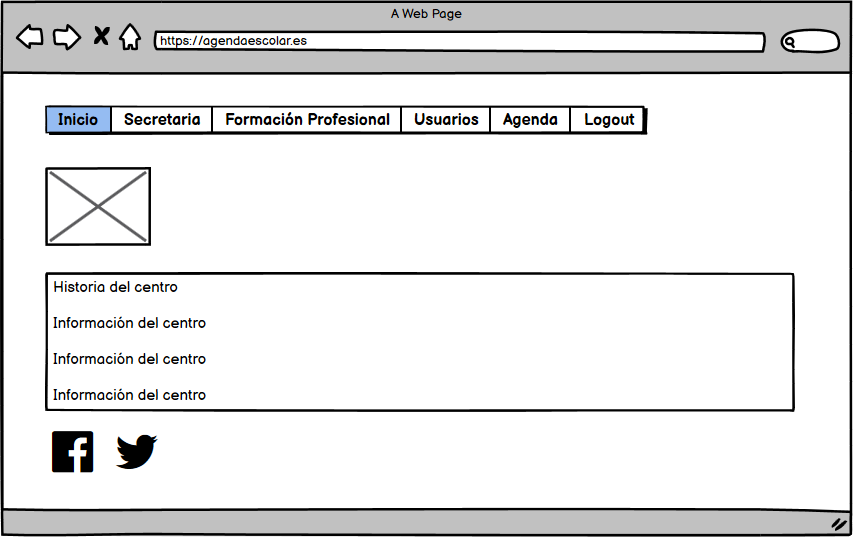 A Web Page
https://agendaescolar.es
Inicio Secretaria Formación Profesional Usuarios Agenda Logout
Historia del centro
Información del centro
Información del centro
Información del centro